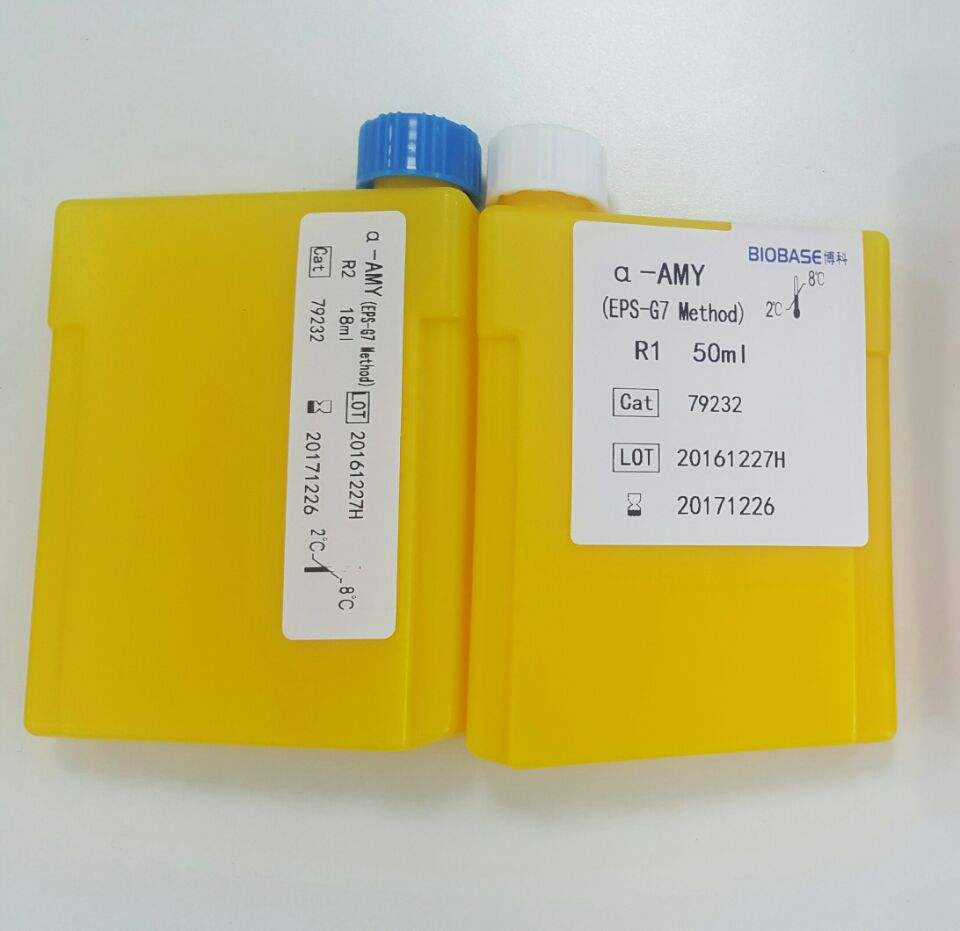 α-AMY (EPS-G7 Method)
R2 18ml
Cat 79232
LOT 20161227H
20171226
2℃
8℃
BIOBASE博科
α-AMY
(EPS-G7 Method)
2℃
8℃
R1 50ml
Cat 79232
LOT 20161227H
20171226